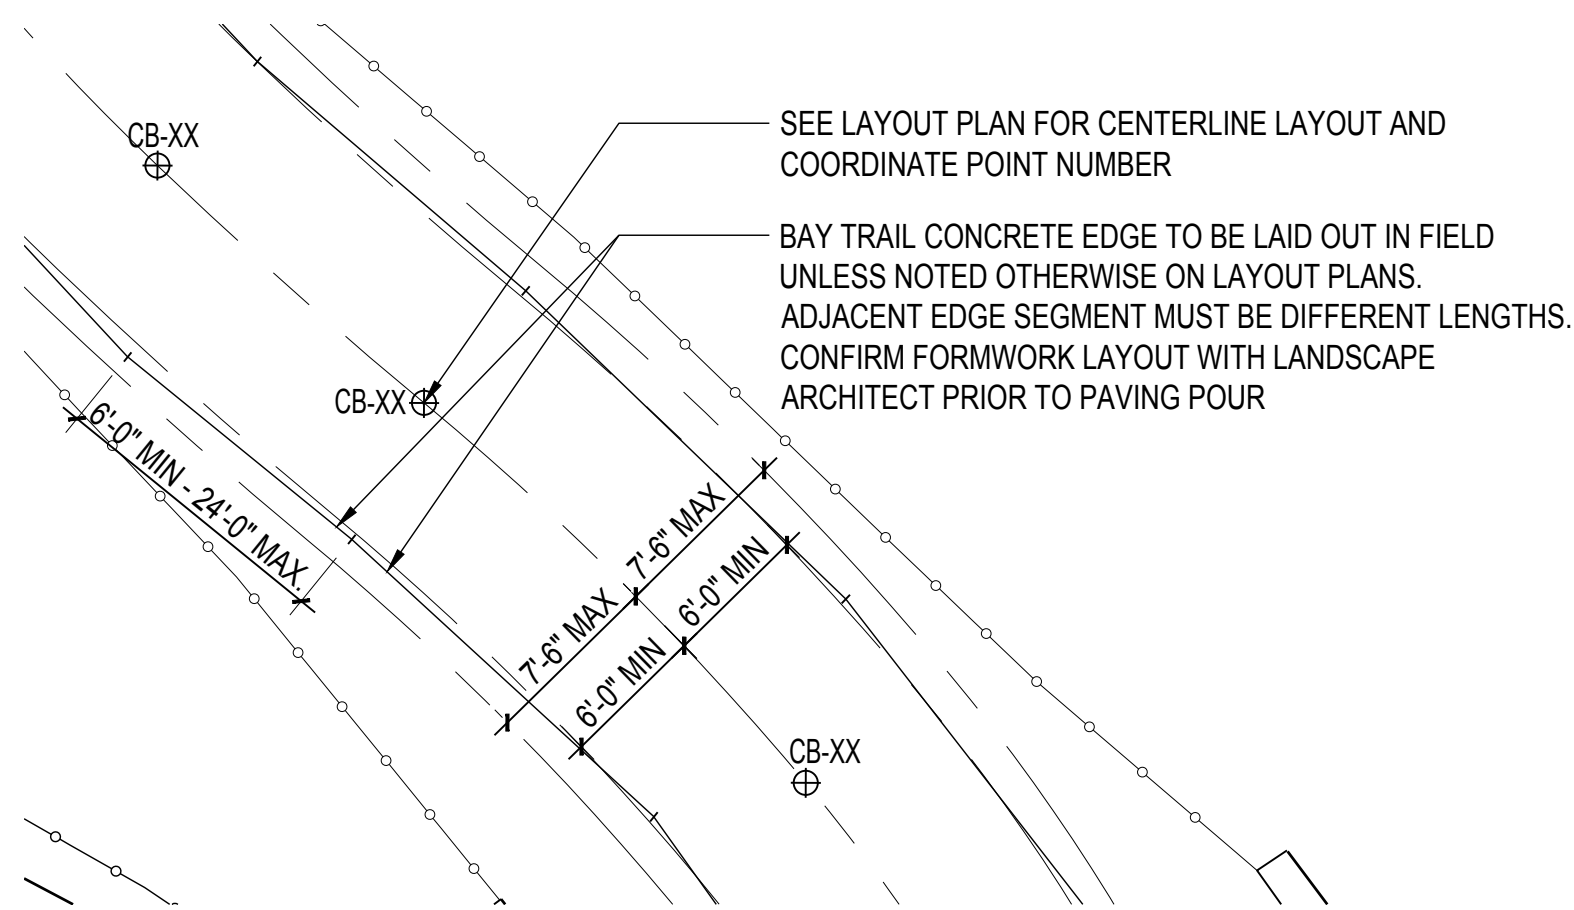 CB-XX
SEE LAYOUT PLAN FOR CENTERLINE LAYOUT AND
COORDINATE POINT NUMBER
BAY TRAIL CONCRETE EDGE TO BE LAID OUT IN FIELD
UNLESS NOTED OTHERWISE ON LAYOUT PLANS.
ADJACENT EDGE SEGMENT MUST BE DIFFERENT LENGTHS.
CONFIRM FORMWORK LAYOUT WITH LANDSCAPE
ARCHITECT PRIOR TO PAVING POUR
CB-XX
6'-0" MIN - 24'-0" MAX.
7'-6" MAX
7'-6" MAX
6'-0" MIN
6'-0" MIN
CB-XX